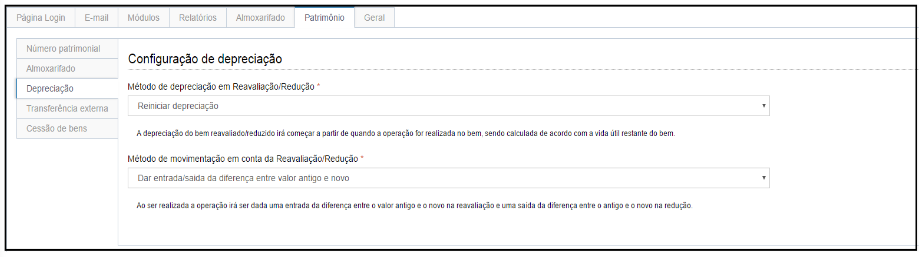 Página Login E-mail Módulos Relatórios Almoxarifado Patrimônio Geral
Número patrimonial
Almoxarifado
Depreciação
Transferência externa
Cessão de bens
Configuração de depreciação
Método de depreciação em Reavaliação/Redução *
Reiniciar depreciação
A depreciação do bem reavaliado/reduzido irá começar a partir de quando a operação for realizada no bem, sendo calculada de acordo com a vida útil restante do bem.
Método de movimentação em conta da Reavaliação/Redução *
Dar entrada/saída da diferença entre valor antigo e novo
Ao ser realizada a operação irá ser dada uma entrada da diferença entre o valor antigo e o novo na reavaliação e uma saída da diferença entre o antigo e o novo na redução.